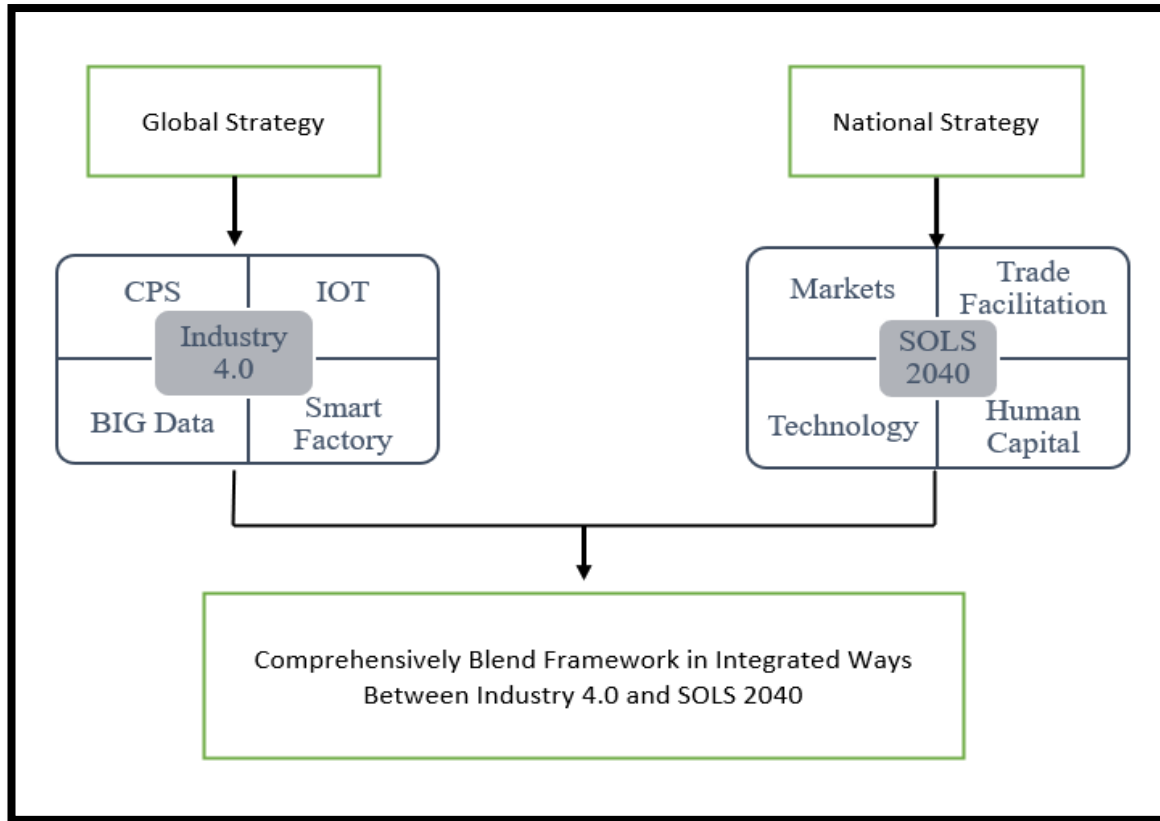 Global Strategy
National Strategy
CPS
IOT
Industry
4.0
BIG Data
Smart
Factory
Markets
Trade
Facilitation
SOLS
2040
Technology
Human
Capital
Comprehensively Blend Framework in Integrated Ways
Between Industry 4.0 and SOLS 2040